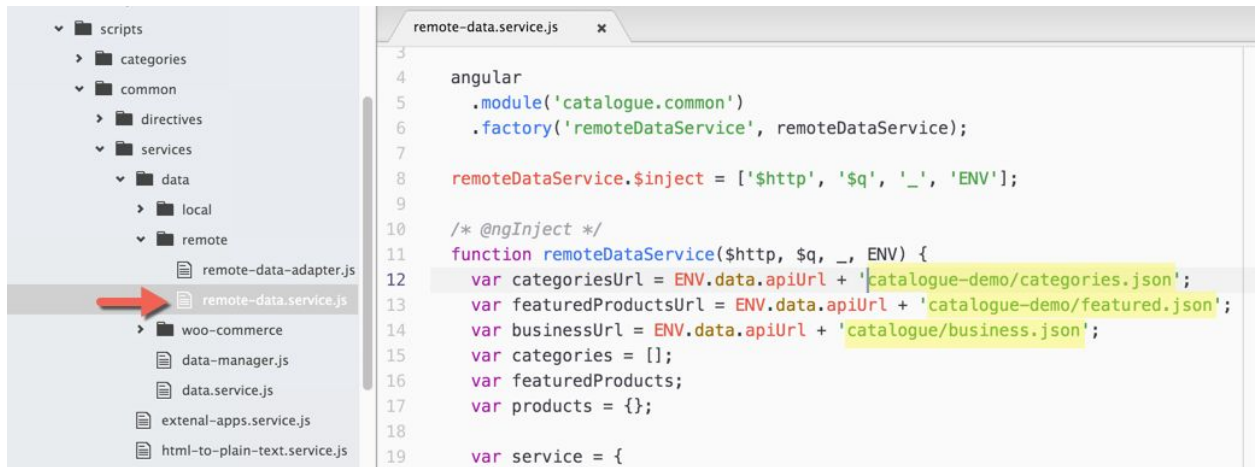 scripts
categories
common
directives
services
data
local
remote
remote-data-adapter.js
remote-data.service.js
woo-commerce
data-manager.js
data.service.js
extenal-apps.service.js
html-to-plain-text.service.js
remote-data.service.js x
3
4 angular
5 .module('catalogue.common')
6 .factory('remoteDataService', remoteDataService);
7
8 remoteDataService.$inject = ['$http', '$q', '_', 'ENV'];
9
10 /* @ngInject */
11 function remoteDataService($http, $q, _, ENV) {
12 var categoriesUrl = ENV.data.apiUrl + 'catalogue-demo/categories.json';
13 var featuredProductsUrl = ENV.data.apiUrl + 'catalogue-demo/featured.json';
14 var businessUrl = ENV.data.apiUrl + 'catalogue/business.json';
15 var categories = [];
16 var featuredProducts;
17 var products = {};
18
19 var service = {